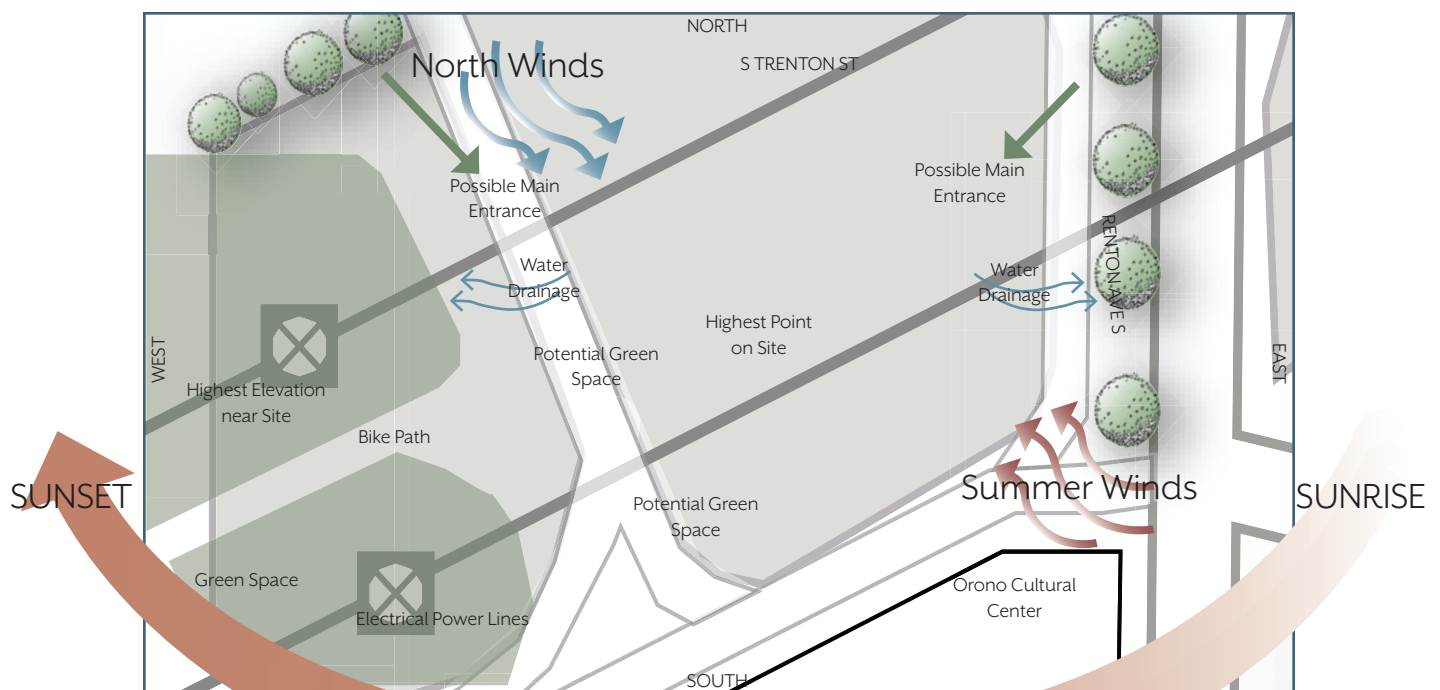 NORTH
North Winds
S TRENTON ST
Possible Main
Entrance
Possible Main
Entrance
Water
Drainage
Water
Drainage
RENTON AVE S
Highest Point
on Site
WEST
EAST
Potential Green
Space
Highest Elevation
near Site
Bike Path
SUNSET
Summer Winds
SUNRISE
Potential Green
Space
Green Space
Orono Cultural
Center
Electrical Power Lines
SOUTH